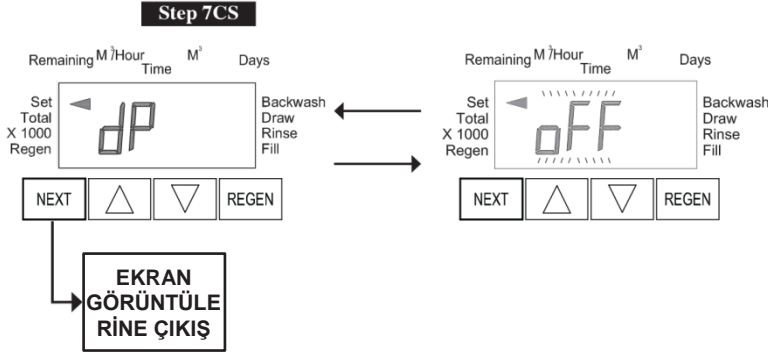 Step 7CS
Remaining M³/Hour M³ Days
Time
Set
Total
X 1000
Regen
dP
Backwash
Draw
Rinse
Fill
NEXT REGEN
Remaining M³/Hour M³ Days
Time
Set
Total
X 1000
Regen
oFF
Backwash
Draw
Rinse
Fill
NEXT REGEN
EKRAN
GÖRÜNTÜLE
RİNE ÇIKIŞ